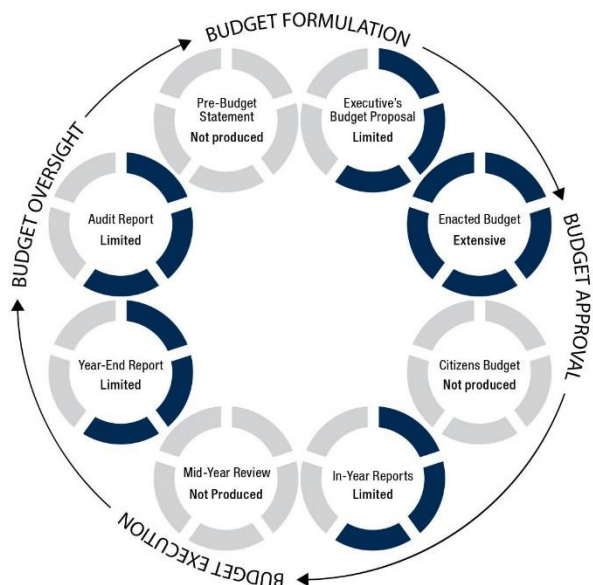 BUDGET FORMULATION
Pre-Budget
Statement
Not produced
Executive's
Budget Proposal
Limited
Enacted Budget
Extensive
BUDGET APPROVAL
Citizens Budget
Not produced
In-Year Reports
Limited
BUDGET EXECUTION
Mid-Year Review
Not Produced
Year-End Report
Limited
Audit Report
Limited
BUDGET OVERSIGHT